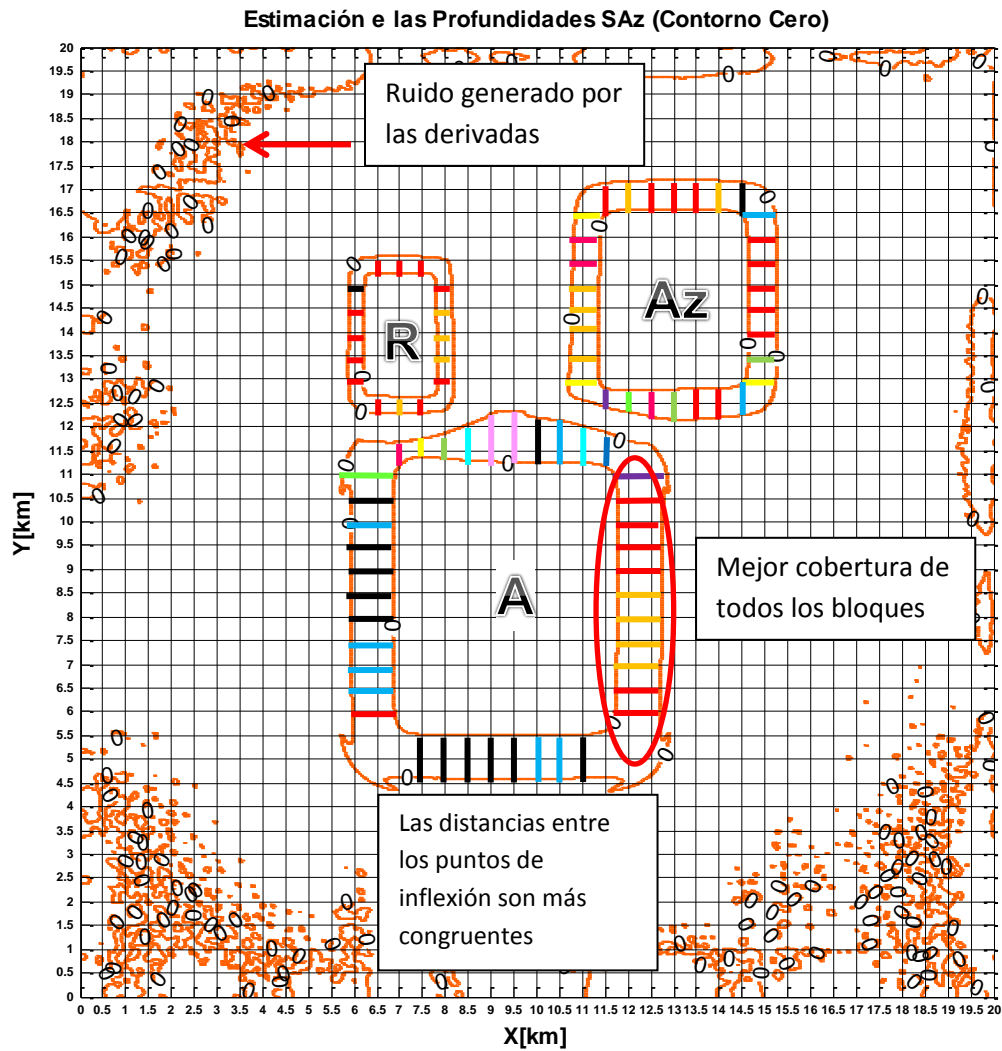 Estimación e las Profundidades SAz (Contorno Cero)
Ruido generado por
las derivadas
R
Az
A
Mejor cobertura de
todos los bloques
Las distancias entre
los puntos de
inflexión son más
congruentes
Y[km]
20
19.5
19
18.5
18
17.5
17
16.5
16
15.5
15
14.5
14
13.5
13
12.5
12
11.5
11
10.5
10
9.5
9
8.5
8
7.5
7
6.5
6
5.5
5
4.5
4
3.5
3
2.5
2
1.5
1
0.5
0
0 0.5 1 1.5 2 2.5 3 3.5 4 4.5 5 5.5 6 6.5 7 7.5 8 8.5 9 9.5 10 10.5 11 11.5 12 12.5 13 13.5 14 14.5 15 15.5 16 16.5 17 17.5 18 18.5 19 19.5 20
X[km]